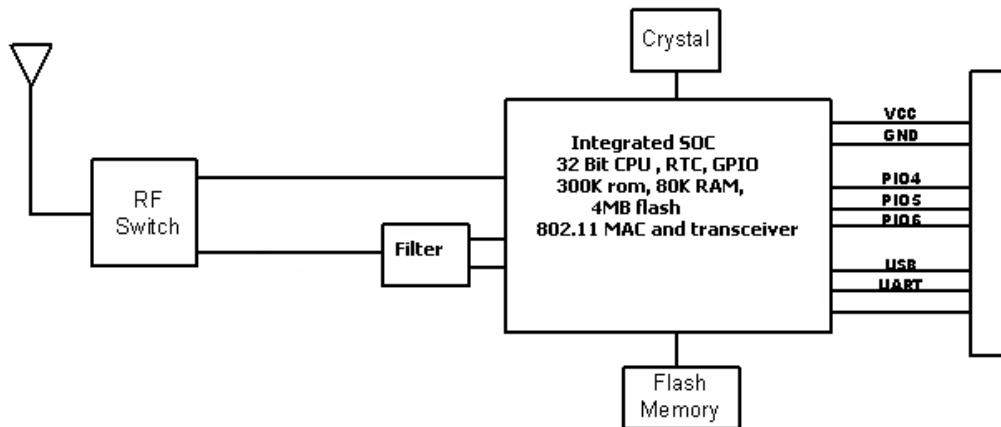 Crystal
Integrated SOC
32 Bit CPU , RTC, GPIO
300K rom, 80K RAM,
4MB flash
802.11 MAC and transceiver
RF
Switch
Filter
VCC
GND
PIO4
PIO5
PIO6
USB
UART
Flash
Memory